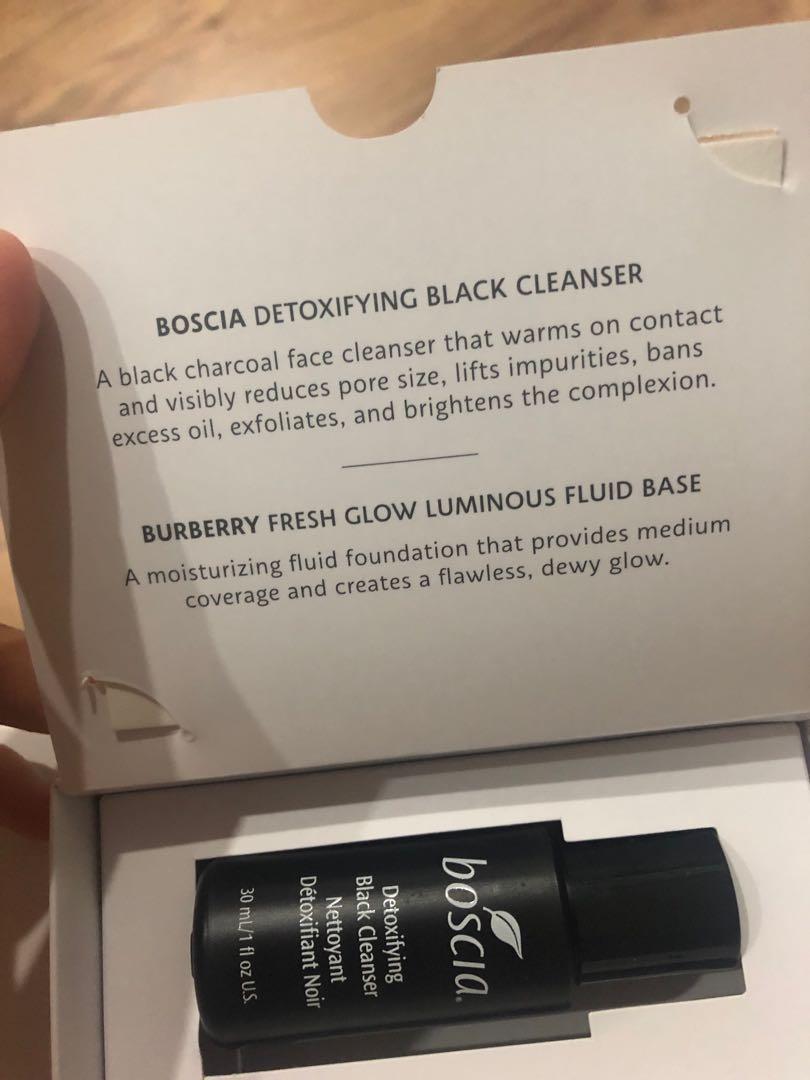 BOSCIA DETOXIFYING BLACK CLEANSER
A black charcoal face cleanser that warms on contact
and visibly reduces pore size, lifts impurities, bans
excess oil, exfoliates, and brightens the complexion.
BURBERRY FRESH GLOW LUMINOUS FLUID BASE
A moisturizing fluid foundation that provides medium
coverage and creates a flawless, dewy glow.
boscia®
Detoxifying
Black Cleanser
Nettoyant
Détoxifiant Noir
30 mL/1 fl oz U.S.